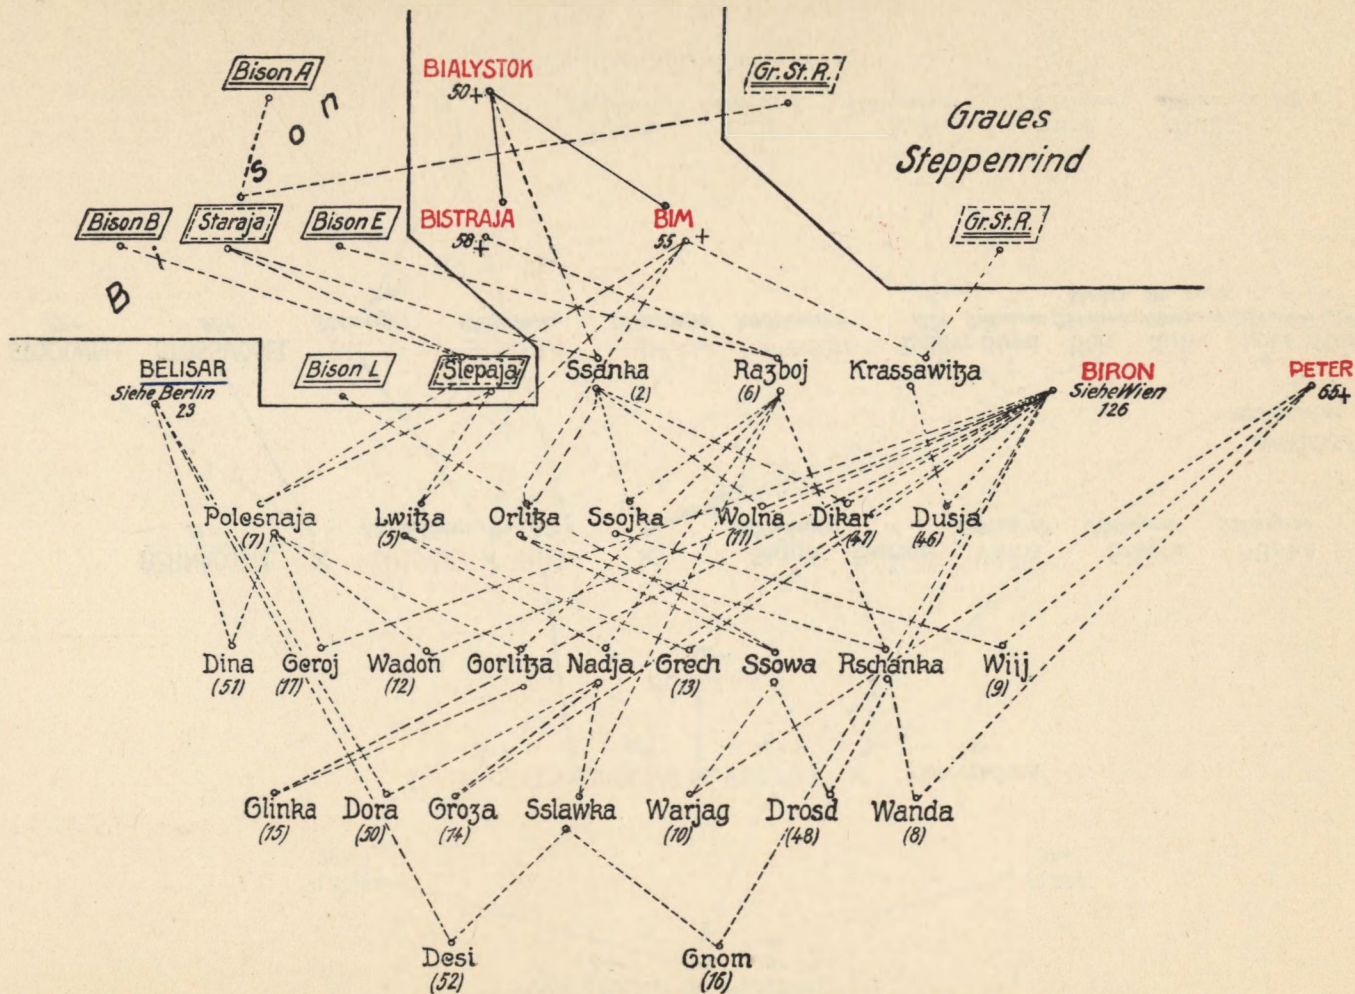 Bison A
BIALYSTOK
50+
Gr. St. R.
Graues
Steppenrind
Bison
Bison B
Staraja
Bison E
BISTRAJA
58+
BIM
55+
Gr. St. R.
BELISAR
Siehe Berlin
23
Bison L
Slepaja
Ssanka
(2)
Razboj
(6)
Krassawitza
BIRON
Siehe Wien
126
PETER
65+
Polesnaja
(7)
Lwitza
(5)
Orlitza
Ssojka
Wolna
(11)
Dikar
(47)
Dusja
(46)
Dina
(51)
Geroj
(17)
Wadon
(12)
Gorlitza
Nadja
Grech
(13)
Ssowa
Rschanka
Wiij
(9)
Glinka
(15)
Dora
(50)
Groza
(14)
Sslawka
Warjag
(10)
Drosd
(48)
Wanda
(8)
Desi
(52)
Gnom
(16)